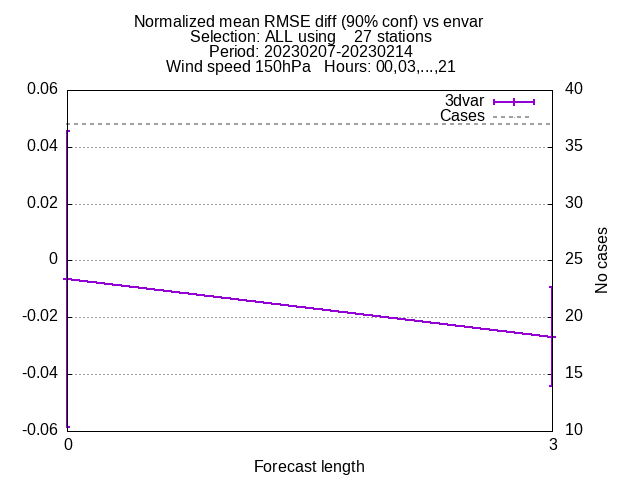 Normalized mean RMSE diff (90% conf) vs envar
Selection: ALL using    27 stations
Period: 20230207-20230214
Wind speed 150hPa   Hours: 00,03,...,21
0.06
0.04
0.02
0
-0.02
-0.04
-0.06
3dvar
Cases
40
35
30
25
20
15
10
No cases
0
3
Forecast length